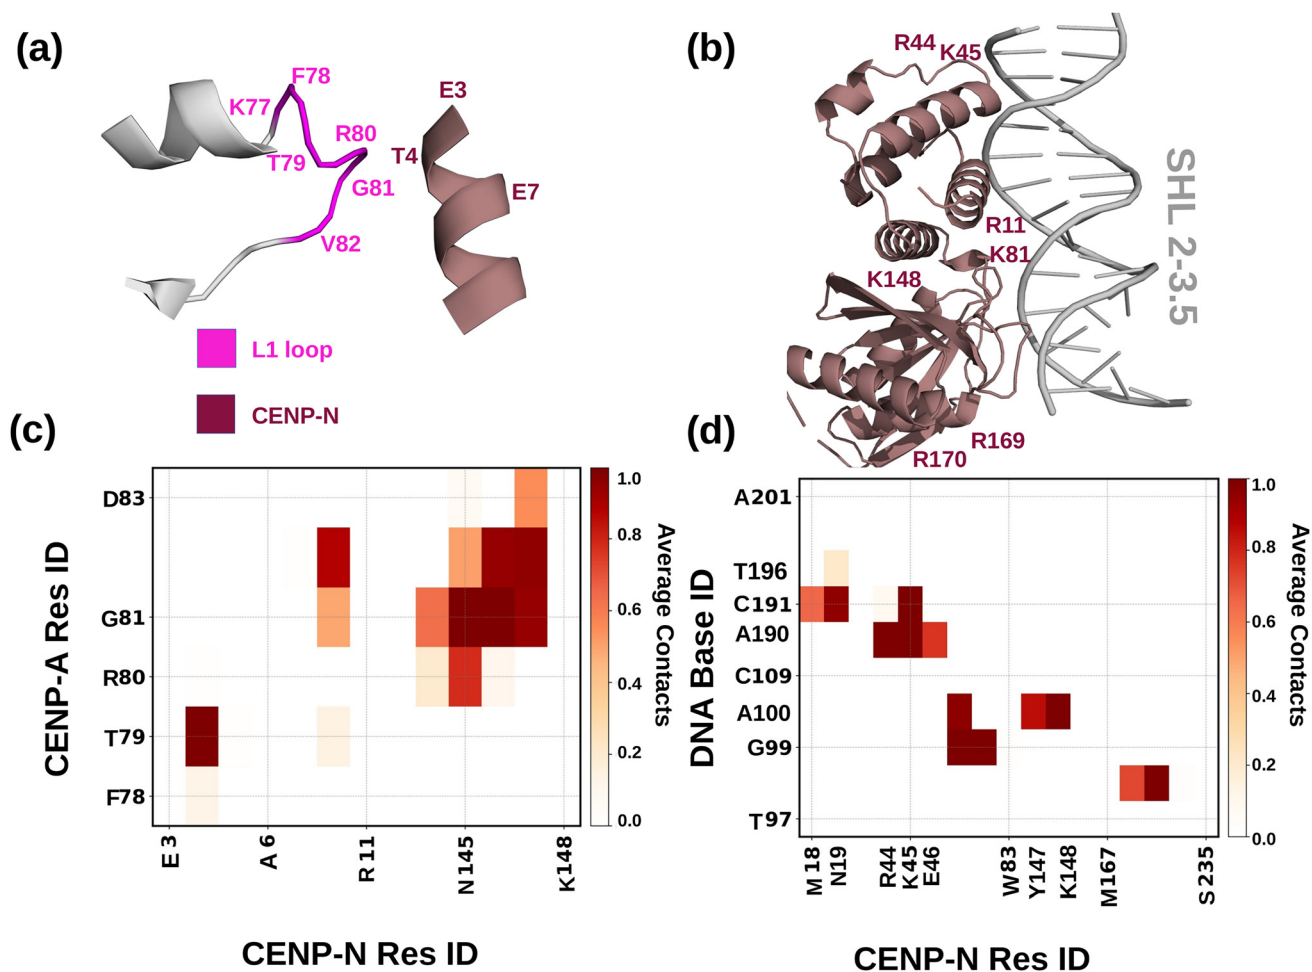 (a)
F78
K77
R80
T79
G81
V82
E3
T4
E7
L1 loop
CENP-N
(b)
R44
K45
R11
K81
K148
R169
R170
SHL 2-3.5
(c)
CENP-A Res ID
D83
G81
R80
T79
F78
E 3
A 6
R 11
N145
K148
CENP-N Res ID
1.0
0.8
0.6
0.4
0.2
0.0
Average Contacts
(d)
DNA Base ID
A201
T196
C191
A190
C109
A100
G99
T97
M 18
N19
R44
K45
E46
W83
Y147
K148
M167
S 235
CENP-N Res ID
1.0
0.8
0.6
0.4
0.2
0.0
Average Contacts